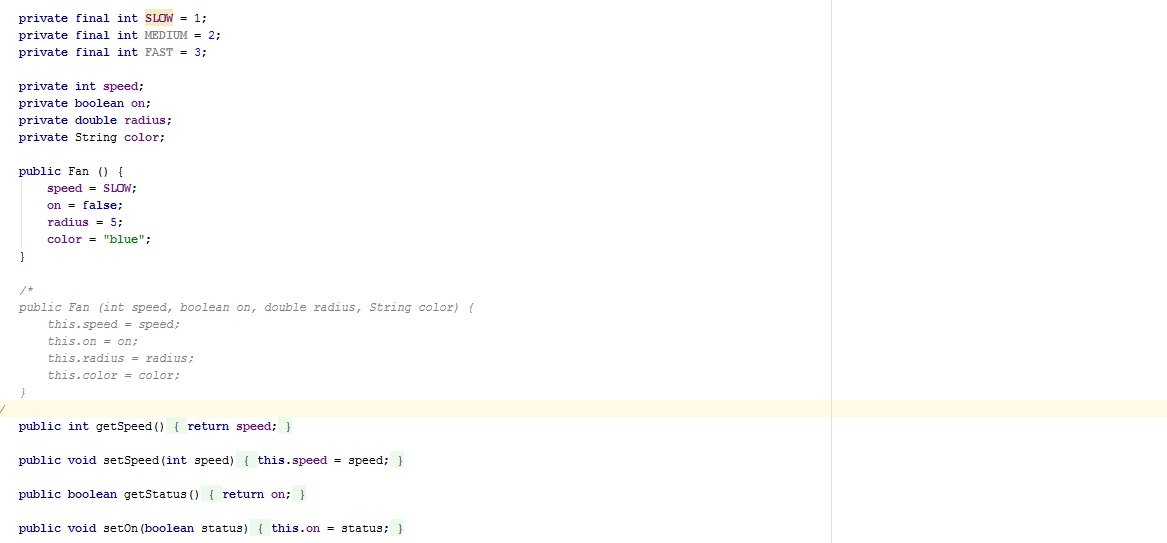 private final int SLOW = 1;
private final int MEDIUM = 2;
private final int FAST = 3;
private int speed;
private boolean on;
private double radius;
private String color;
public Fan () {
speed = SLOW;
on = false;
radius = 5;
color = "blue";
}
/*
public Fan (int speed, boolean on, double radius, String color) {
this.speed = speed;
this.on = on;
this.radius = radius;
this.color = color;
}
/
public int getSpeed() { return speed; }
public void setSpeed(int speed) { this.speed = speed; }
public boolean getStatus() { return on; }
public void setOn(boolean status) { this.on = status; }